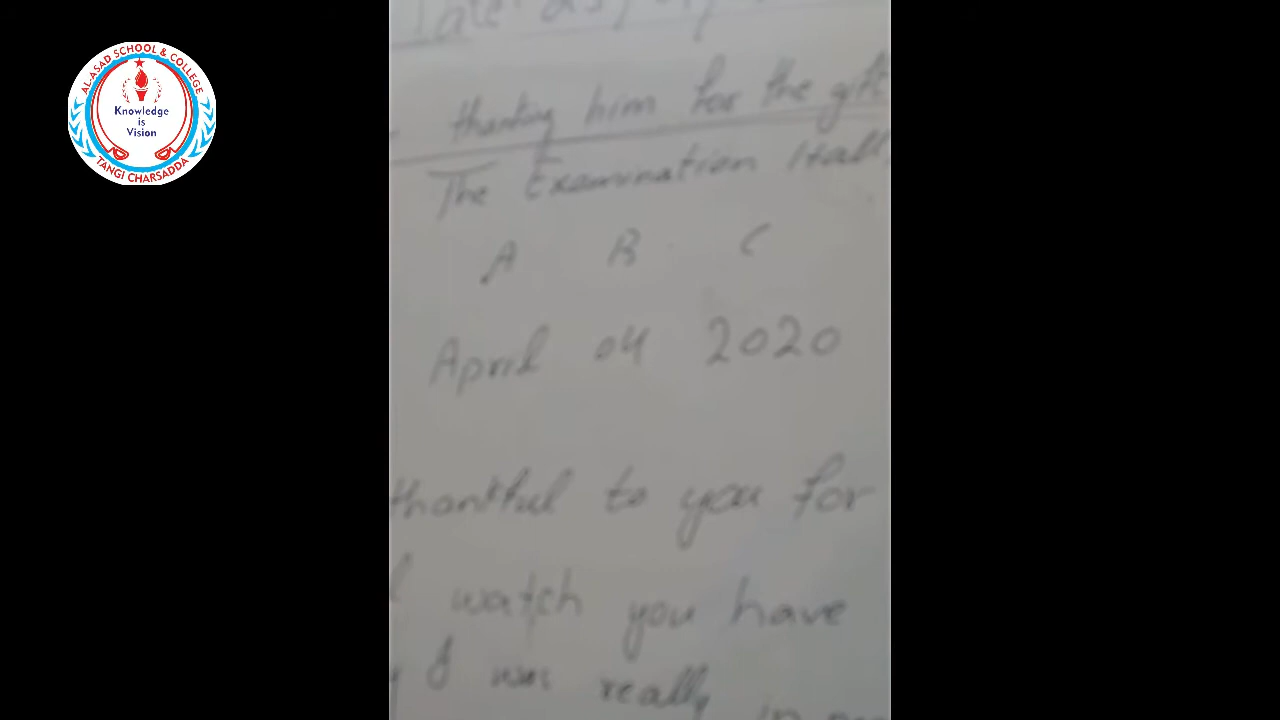 AL-ASAD SCHOOL & COLLEGE
Knowledge
is
Vision
TANGI CHARSADDA
thanking him for the gift
The Examination Hall,
A B C
April 04 2020
thankful to you for
watch you have
I was really in